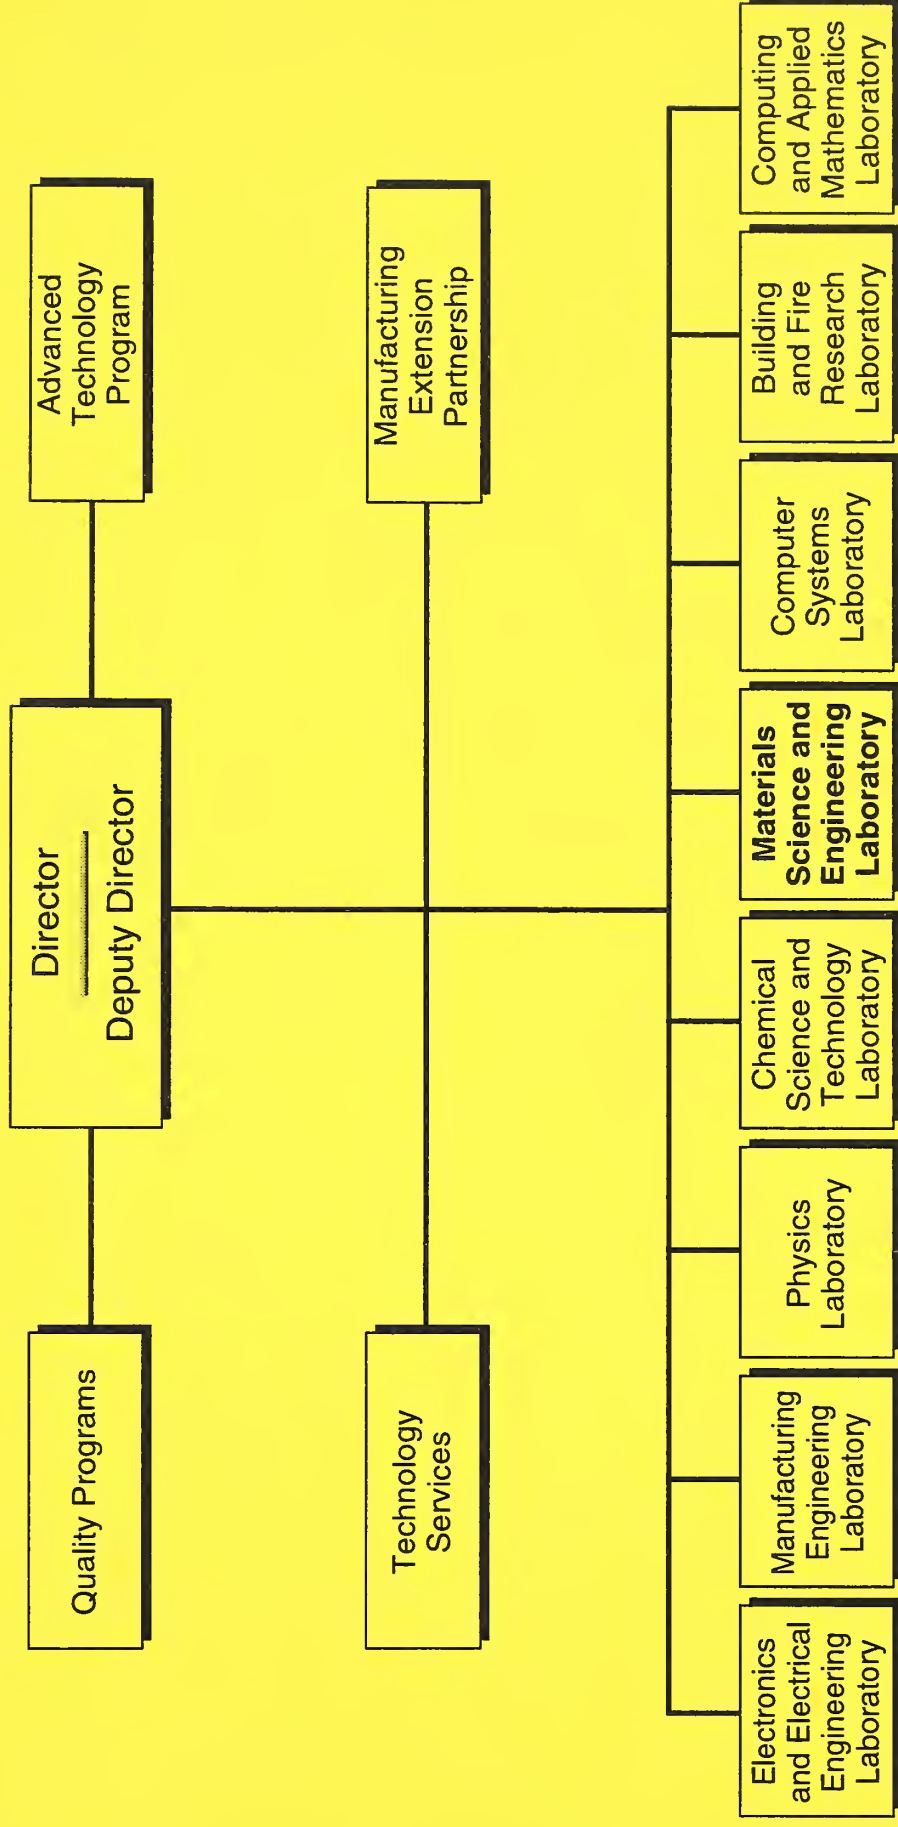 Director
Deputy Director
Quality Programs
Advanced
Technology
Program
Technology
Services
Manufacturing
Extension
Partnership
Electronics
and Electrical
Engineering
Laboratory
Manufacturing
Engineering
Laboratory
Physics
Laboratory
Chemical
Science and
Technology
Laboratory
Materials
Science and
Engineering
Laboratory
Computer
Systems
Laboratory
Building
and Fire
Research
Laboratory
Computing
and Applied
Mathematics
Laboratory